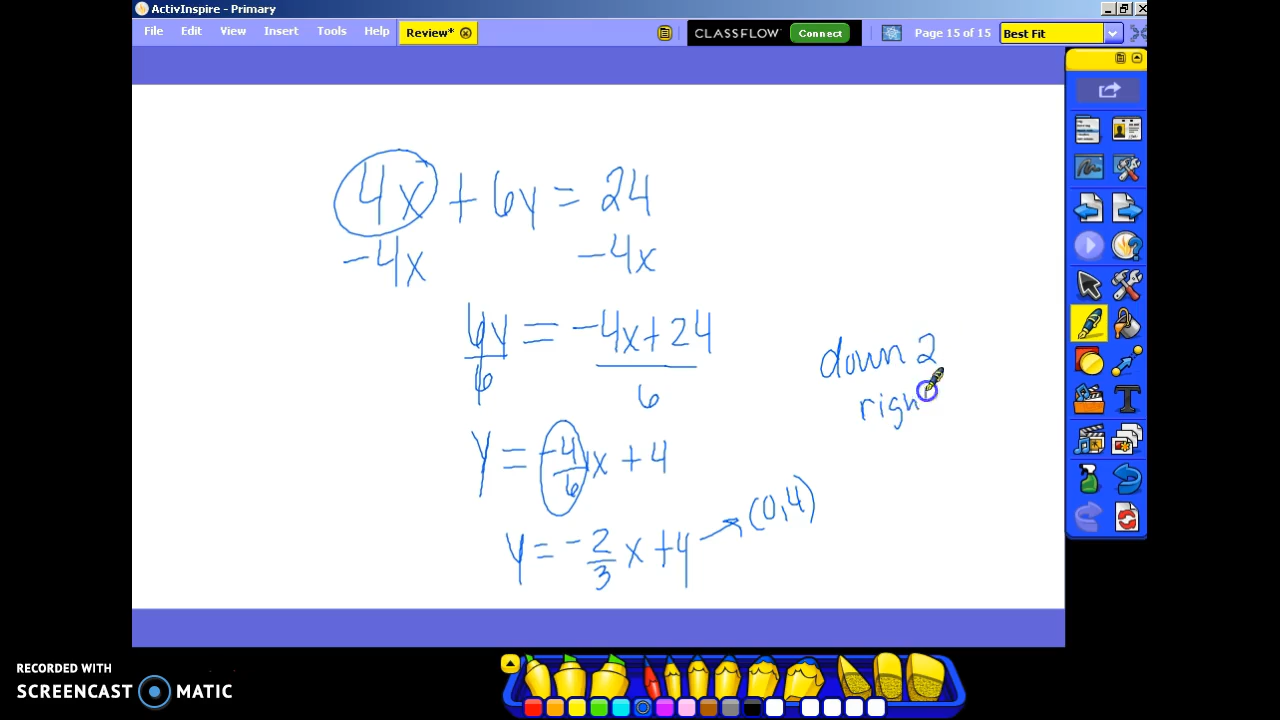 ActivInspire - Primary
File Edit View Insert Tools Help Review* CLASSFLOW Connect Page 15 of 15 Best Fit
4x + 6y = 24
-4x -4x
6y = -4x + 24
6 6
down 2
righ
y = -4/6 x + 4
(0,4)
y = -2/3 x + 4
RECORDED WITH
SCREENCAST MATIC